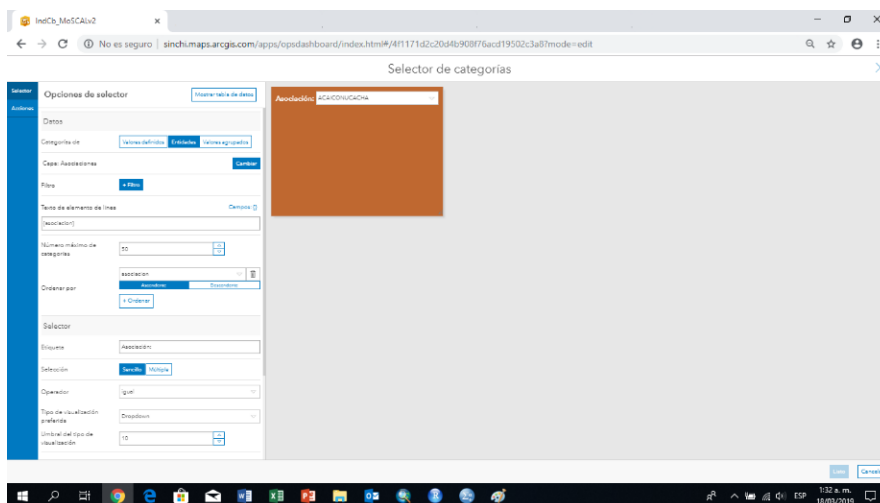 IndCb_MoSCALv2
No es seguro | sinchi.maps.arcgis.com/apps/opsdashboard/index.html#/4f1171d2c20d4b908f76acd19502c3a8?mode=edit
Selector de categorías
Selector
Acciones
Opciones de selector
Mostrar tabla de datos
Datos
Categorías de
Valores definidos
Entidades
Valores agrupados
Capa: Asociaciones
Cambiar
Filtro
+ Filtro
Texto de elemento de línea
Campos {}
{asociacion}
Número máximo de categorías
50
Ordenar por
asociacion
Ascendente
Descendente
+ Ordenar
Selector
Etiqueta
Asociación:
Selección
Sencillo
Múltiple
Operador
igual
Tipo de visualización preferida
Dropdown
Umbral del tipo de visualización
10
Asociación:
ACAICONUCACHA
Listo
Cancelar
ESP
1:32 a. m.
18/03/2019